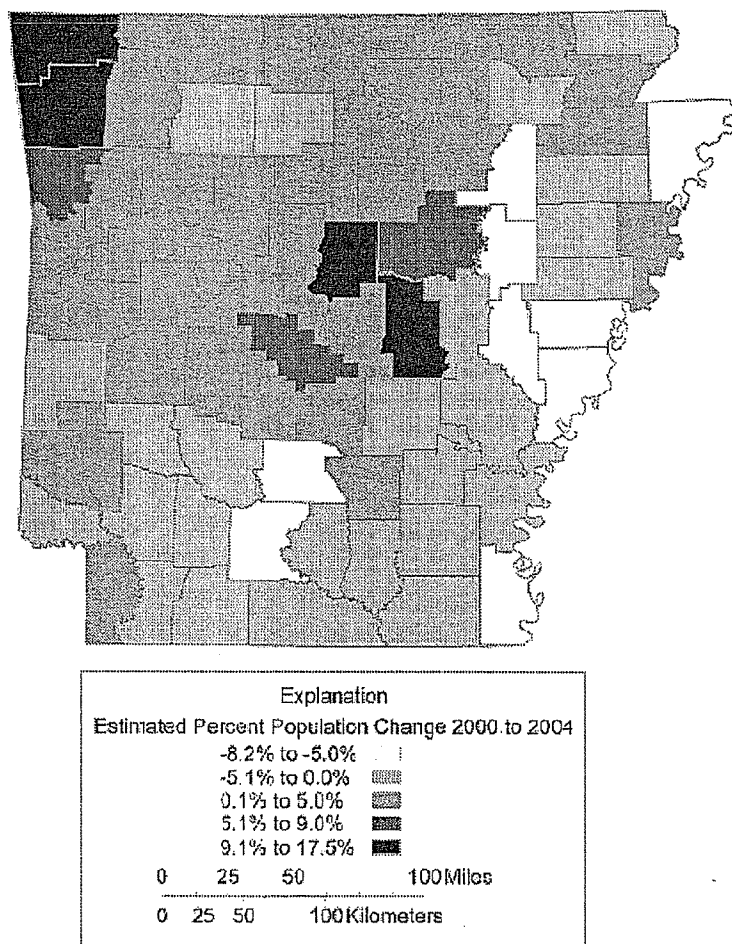 Explanation
Estimated Percent Population Change 2000 to 2004
-8.2% to -5.0%
-5.1% to 0.0%
0.1% to 5.0%
5.1% to 9.0%
9.1% to 17.5%
0 25 50 100 Miles
0 25 50 100 Kilometers